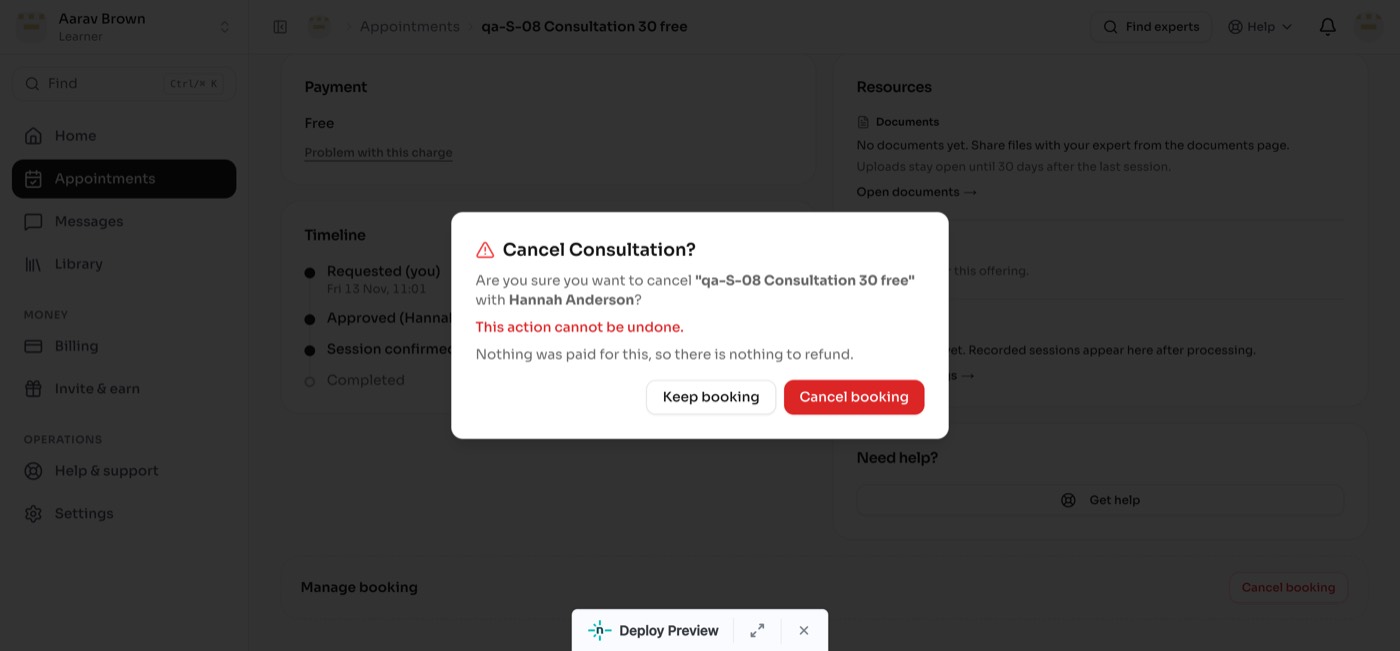 Aarav Brown
Learner
Appointments
qa-S-08 Consultation 30 free
Find experts
Help
Find
Ctrl/⌘ K
Home
Appointments
Messages
Library
MONEY
Billing
Invite & earn
OPERATIONS
Help & support
Settings
Payment
Free
Problem with this charge
Timeline
Requested (you)
Fri 13 Nov, 11:01
Approved (Hannah
Session confirmed
Completed
Resources
Documents
No documents yet. Share files with your expert from the documents page.
Uploads stay open until 30 days after the last session.
Open documents →
this offering.
Recorded sessions appear here after processing.
→
Need help?
Get help
Manage booking
Cancel booking
Cancel Consultation?
Are you sure you want to cancel "qa-S-08 Consultation 30 free"
with Hannah Anderson?
This action cannot be undone.
Nothing was paid for this, so there is nothing to refund.
Keep booking
Cancel booking
Deploy Preview